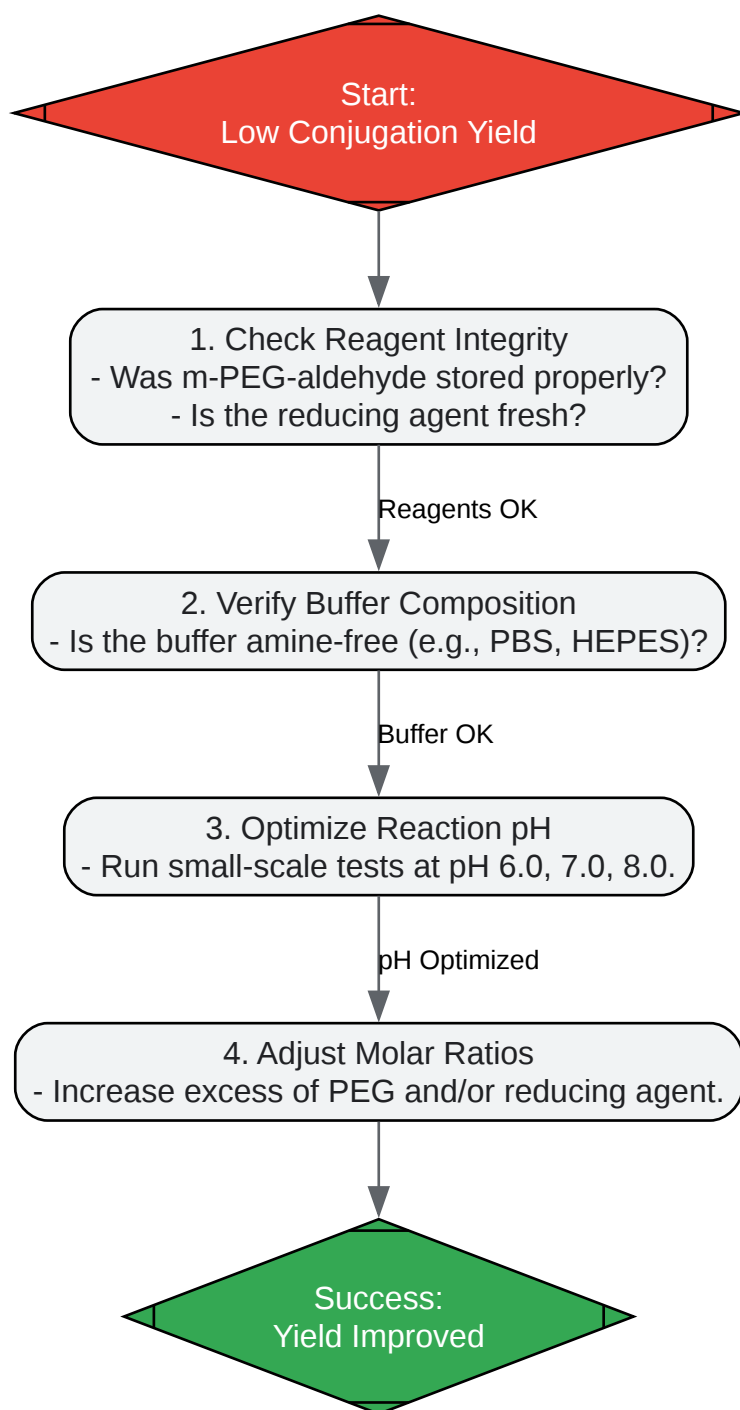 Start:
Low Conjugation Yield
1. Check Reagent Integrity
- Was m-PEG-aldehyde stored properly?
- Is the reducing agent fresh?
Reagents OK
2. Verify Buffer Composition
- Is the buffer amine-free (e.g., PBS, HEPES)?
Buffer OK
3. Optimize Reaction pH
- Run small-scale tests at pH 6.0, 7.0, 8.0.
pH Optimized
4. Adjust Molar Ratios
- Increase excess of PEG and/or reducing agent.
Success:
Yield Improved